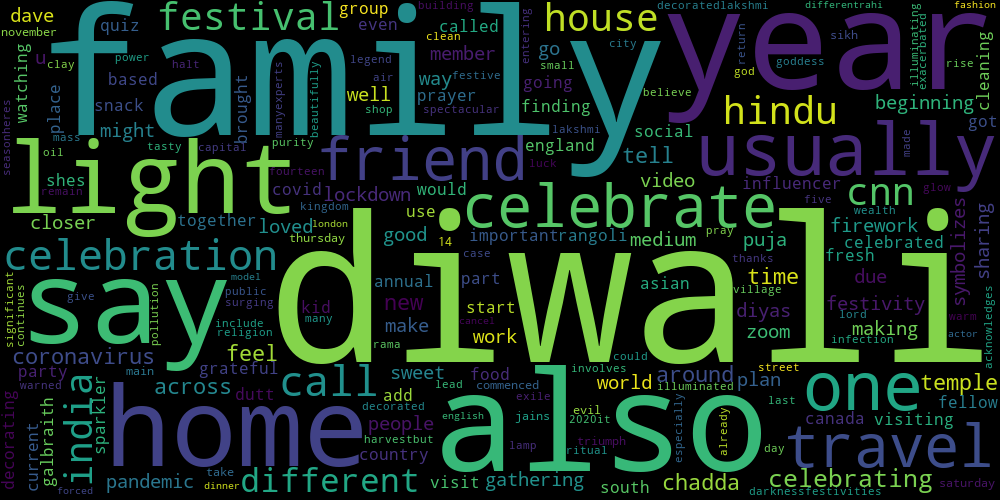 dave
november
quiz
festival
group
even
building
called
house
decoratedlakshmi
differentrahi
fashion
family
year
clean
member
entering
go
city
return
sikh
god
goddess
illuminating
exacerbated
rise
cleaning
watching
u
clay
power
halt
based
snack
might
place
mass
tasty
brought
capital
legend
air
festive
manyexperts
beautifully
way
well
shop
prayer
spectacular
going
small
finding
believe
hindu
beginning
got
seasonheres
oil
purity
lakshmi
england
social
tell
usually
made
light
friend
luck
shes
remain
fourteen
covid
lockdown
would
video
influencer
five
glow
cnn
closer
together
loved
kingdom
london
thursday
use
celebrate
wealth
firework
celebrated
symbolizes
sharing
celebration
good
14
importantrangoli
medium
puja
pray
fresh
thanks
say
diwali
model
case
annual
part
asian
village
time
due
lord
warm
acknowledges
significant
continues
give
pollution
public
surging
kid
new
start
diyas
festivity
many
include
religion
make
cancel
work
zoom
making
infection
actor
coronavirus
feel
rama
could
party
main
grateful
sweet
food
involves
around
street
warned
across
dutt
call
add
lead
commenced
world
illuminated
plan
last
one
temple
fellow
decorating
current
galbraith
india
sparkler
home
people
decorated
harvestbut
country
english
exile
jains
evil
2020it
already
also
lamp
triumph
ritual
especially
day
canada
visiting
travel
pandemic
take
dinner
forced
different
visit
gathering
south
chadda
celebrating
saturday
darknessfestivities